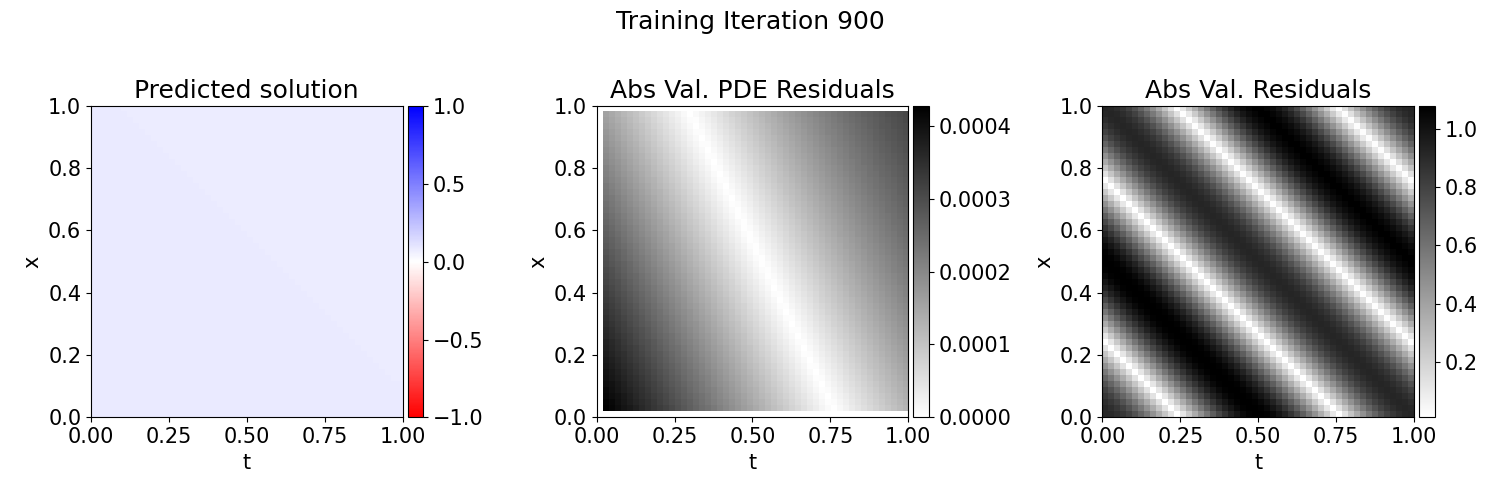 Training Iteration 900
Predicted solution
Abs Val. PDE Residuals
Abs Val. Residuals
1.0
0.8
0.6
0.4
0.2
0.0
x
0.00 0.25 0.50 0.75 1.00
t
1.0
0.5
0.0
−0.5
−1.0
1.0
0.8
0.6
0.4
0.2
0.0
x
0.00 0.25 0.50 0.75 1.00
t
0.0004
0.0003
0.0002
0.0001
0.0000
1.0
0.8
0.6
0.4
0.2
0.0
x
0.00 0.25 0.50 0.75 1.00
t
1.0
0.8
0.6
0.4
0.2